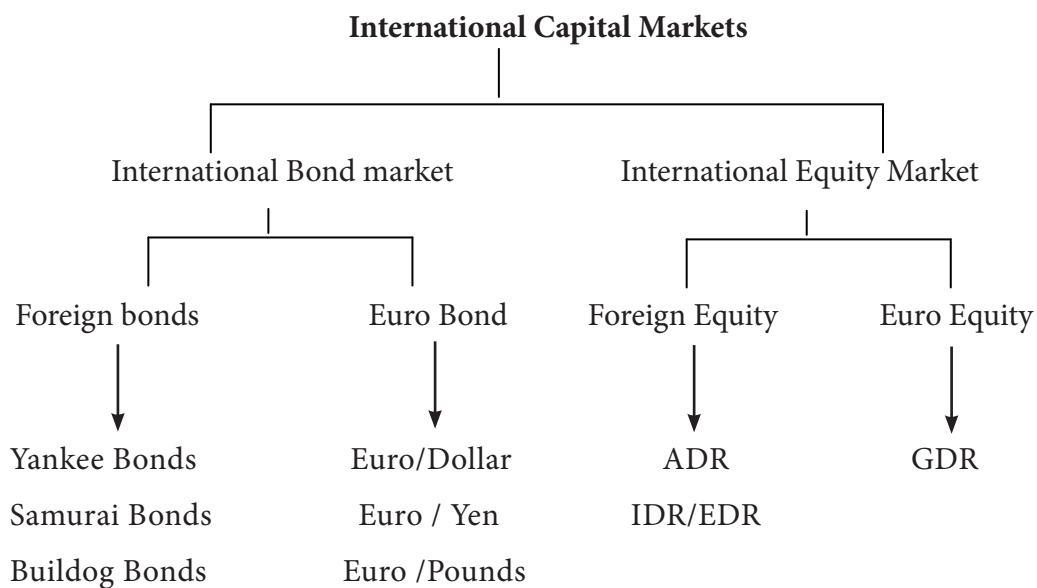 International Capital Markets
International Bond market
International Equity Market
Foreign bonds
Euro Bond
Foreign Equity
Euro Equity
Yankee Bonds
Euro/Dollar
ADR
GDR
Samurai Bonds
Euro / Yen
IDR/EDR
Buildog Bonds
Euro /Pounds